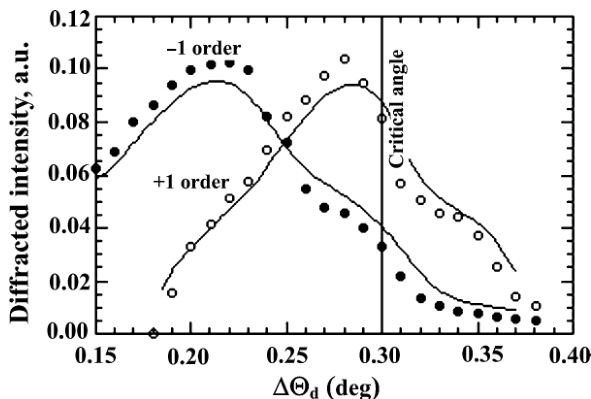 Diffracted intensity, a.u.
0.12
0.10
0.08
0.06
0.04
0.02
0.00
−1 order
+1 order
Critical angle
0.15
0.20
0.25
0.30
0.35
0.40
ΔΘd (deg)